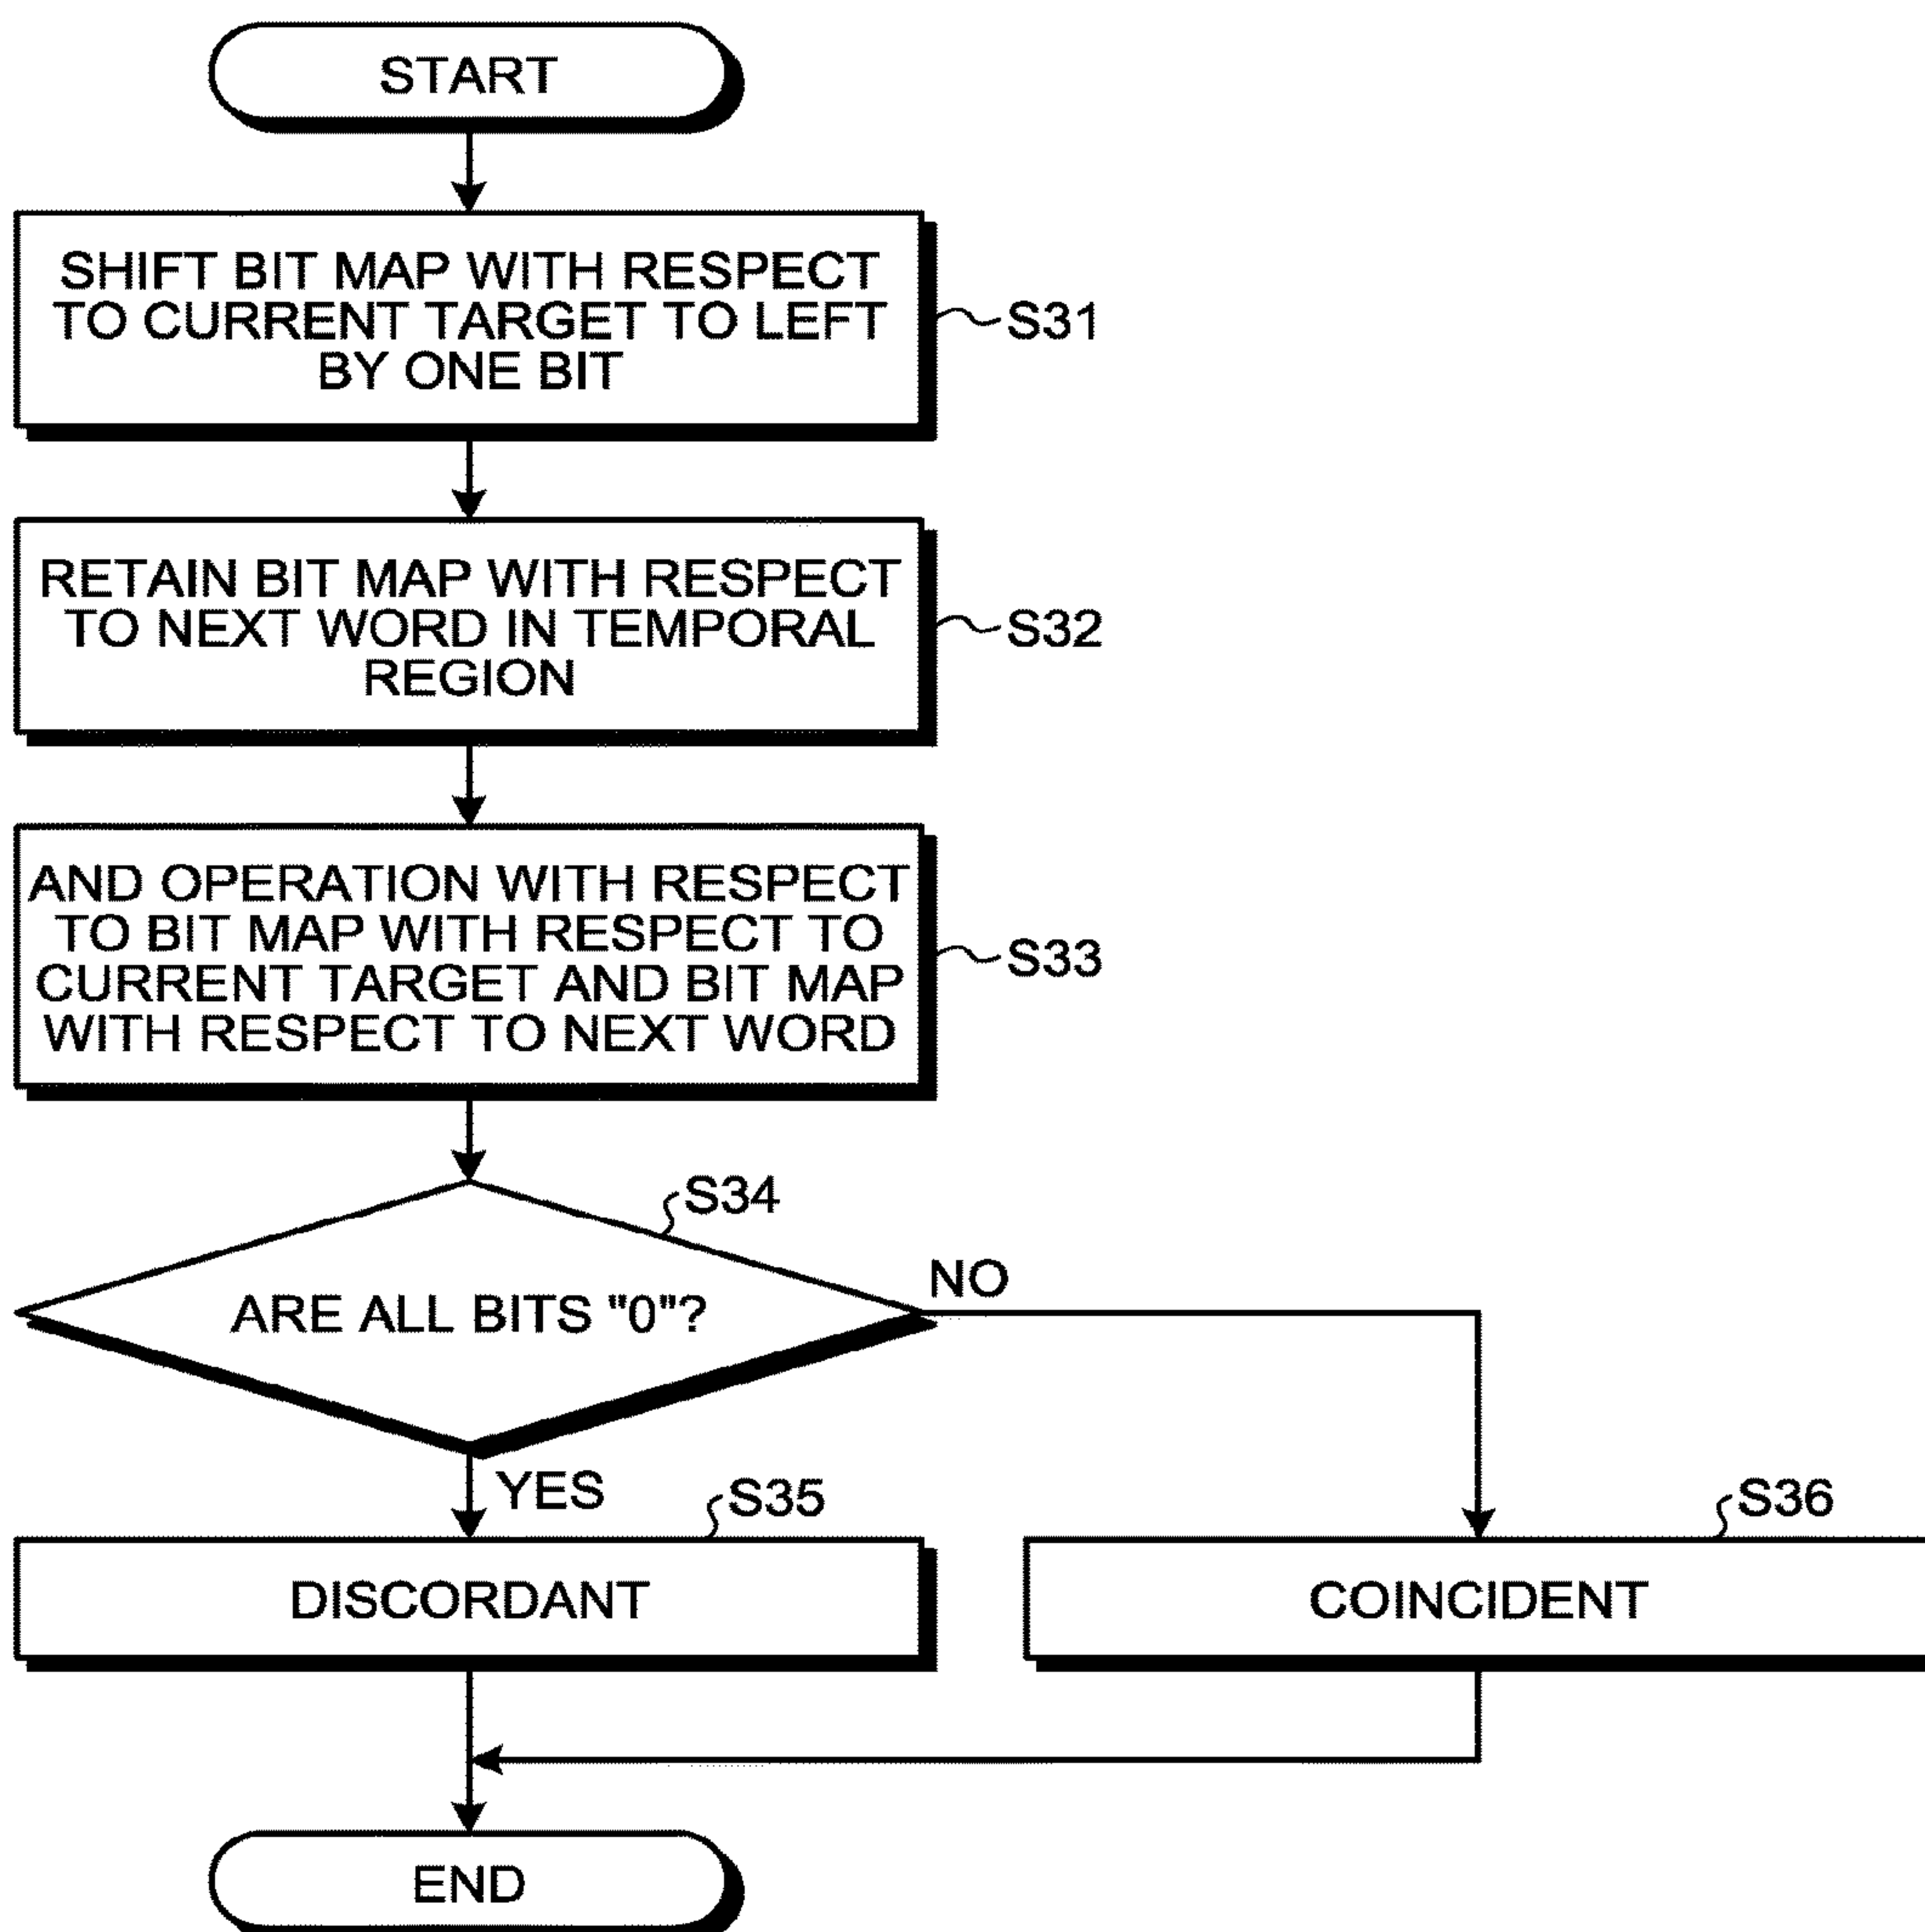 START
SHIFT BIT MAP WITH RESPECT
TO CURRENT TARGET TO LEFT
BY ONE BIT
S31
RETAIN BIT MAP WITH RESPECT
TO NEXT WORD IN TEMPORAL
REGION
S32
AND OPERATION WITH RESPECT
TO BIT MAP WITH RESPECT TO
CURRENT TARGET AND BIT MAP
WITH RESPECT TO NEXT WORD
S33
S34
ARE ALL BITS "0"?
NO
YES
S35
DISCORDANT
S36
COINCIDENT
END